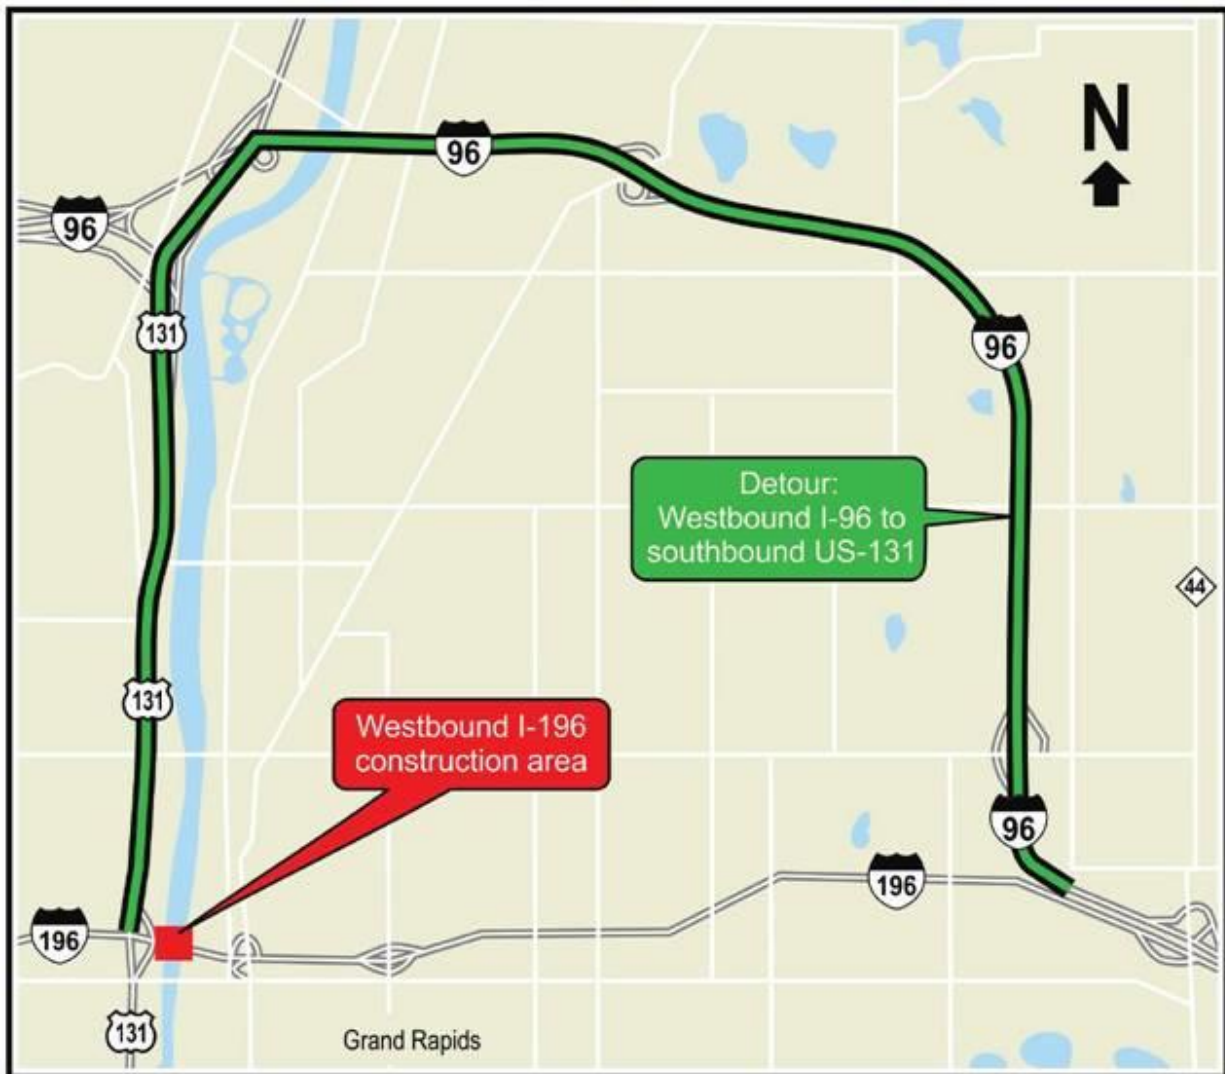 N
96
96
131
96
Detour:
Westbound I-96 to
southbound US-131
44
131
Westbound I-196
construction area
96
196
196
131
Grand Rapids